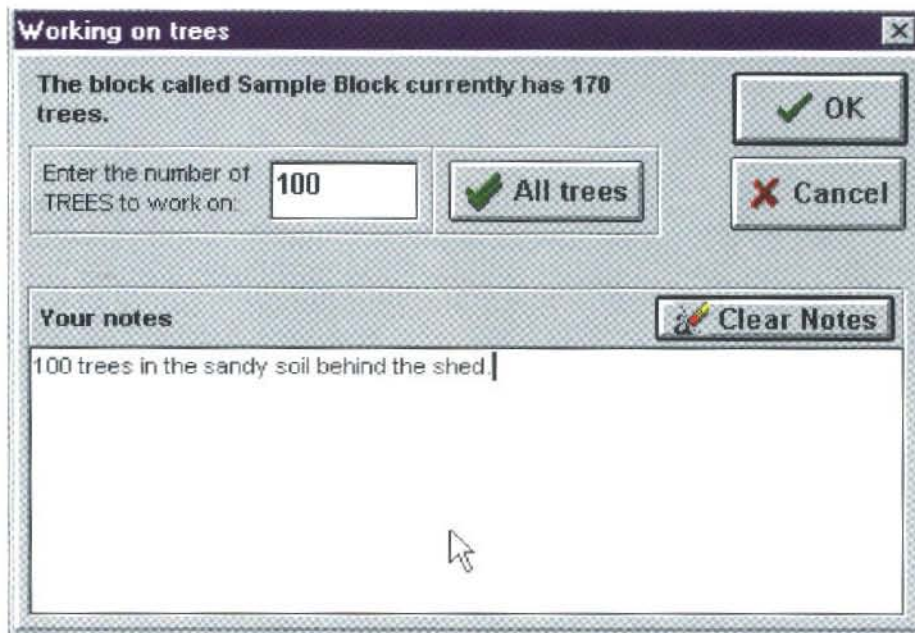 Working on trees
The block called Sample Block currently has 170
trees.
OK
Enter the number of
TREES to work on:
100
All trees
Cancel
Your notes
Clear Notes
100 trees in the sandy soil behind the shed.